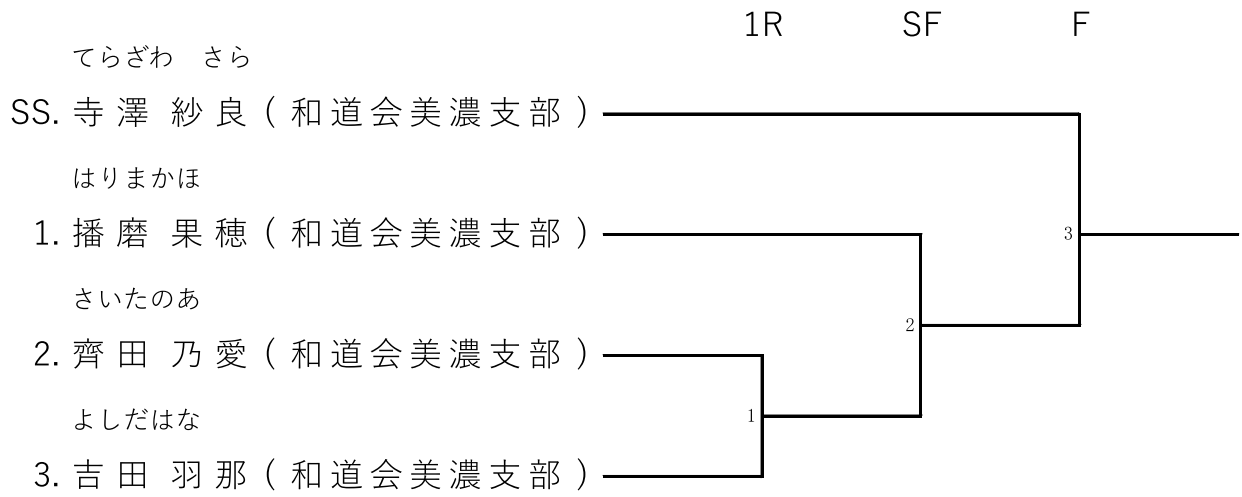 1R SF F
てらざわ さら
SS. 寺澤 紗良(和道会美濃支部)
はりまかほ
1. 播磨 果穂(和道会美濃支部)
3
さいたのあ
2
2. 齊田 乃愛(和道会美濃支部)
よしだはな
1
3. 吉田 羽那(和道会美濃支部)